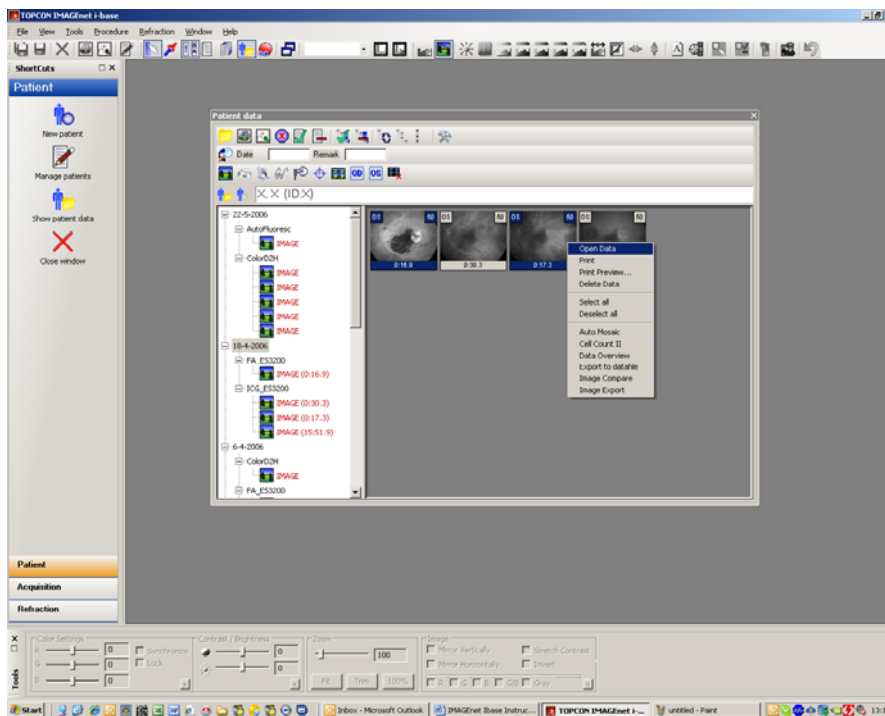 TOPCON IMAGEnet i-base
File View Tools Procedure Refraction Window Help
ShortCuts
Patient
New patient
Manage patients
Show patient data
Close window
Patient data
Date Remark
X, X (ID:X)
22-5-2006
AutoFluoresc
IMAGE
ColorD2H
IMAGE
IMAGE
IMAGE
IMAGE
IMAGE
18-4-2006
FA_ES3200
IMAGE (0:16.9)
ICG_ES3200
IMAGE (0:30.3)
IMAGE (0:17.3)
IMAGE (15:51.9)
6-4-2006
ColorD2H
IMAGE
FA_ES3200
OD OS
OS 50 OS 50 OS 50 OS 50
0:16.9 0:30.3 0:17.3
Open Data
Print
Print Preview...
Delete Data
Select all
Deselect all
Auto Mosaic
Cell Count II
Data Overview
Export to datafile
Image Compare
Image Export
Patient
Acquisition
Refraction
Tools
Color Settings
R 0 Synchronize
G 0 Lock
B 0
Contrast / Brightness
0
0
Zoom
100
Fit Trim 100%
Image
Mirror Vertically Stretch Contrast
Mirror Horizontally Invert
R G B G/B Gray
Start Inbox - Microsoft Outlook IMAGEnet Ibase Instruc... TOPCON IMAGEnet i-... untitled - Paint